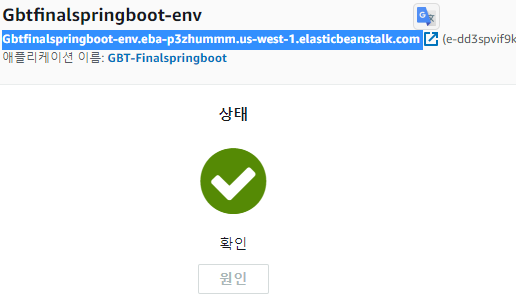 Gbtfinalspringboot-env
Gbtfinalspringboot-env.eba-p3zhummm.us-west-1.elasticbeanstalk.com (e-dd3spvif9k
애플리케이션 이름: GBT-Finalspringboot
상태
확인
원인